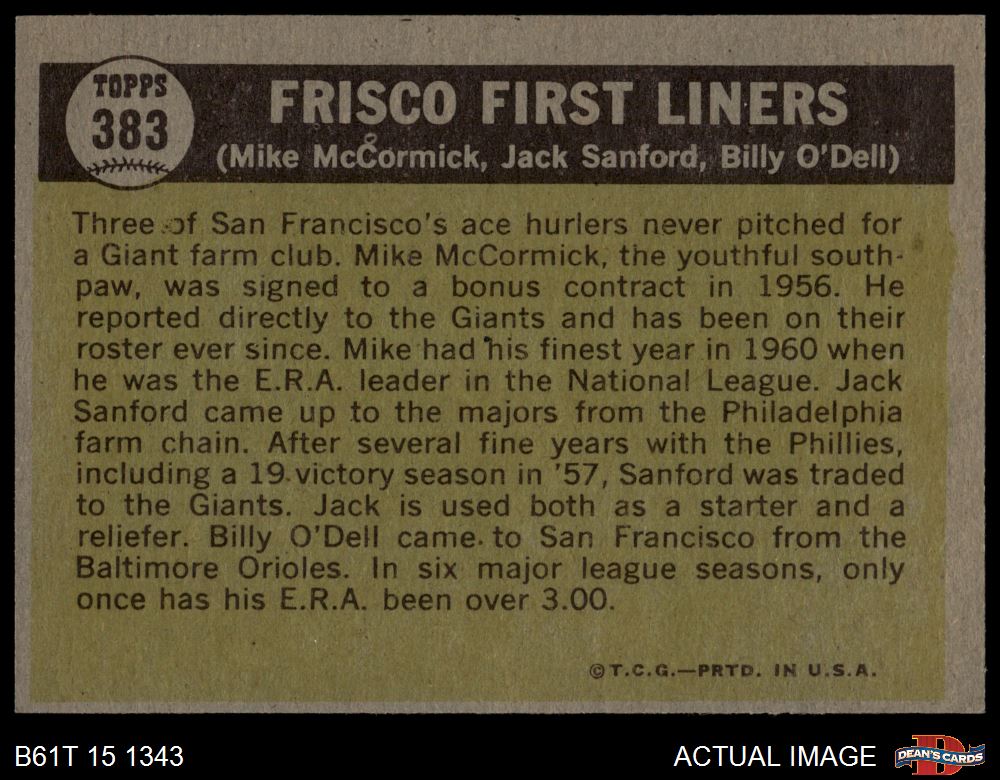 TOPPS
383
FRISCO FIRST LINERS
(Mike McCormick, Jack Sanford, Billy O'Dell)
Three of San Francisco's ace hurlers never pitched for
a Giant farm club. Mike McCormick, the youthful south-
paw, was signed to a bonus contract in 1956. He
reported directly to the Giants and has been on their
roster ever since. Mike had his finest year in 1960 when
he was the E.R.A. leader in the National League. Jack
Sanford came up to the majors from the Philadelphia
farm chain. After several fine years with the Phillies,
including a 19-victory season in '57, Sanford was traded
to the Giants. Jack is used both as a starter and a
reliefer. Billy O'Dell came to San Francisco from the
Baltimore Orioles. In six major league seasons, only
once has his E.R.A. been over 3.00.
©T.C.G.—PRTD. IN U.S.A.
B61T 15 1343
ACTUAL IMAGE
D
DEAN'S CARDS